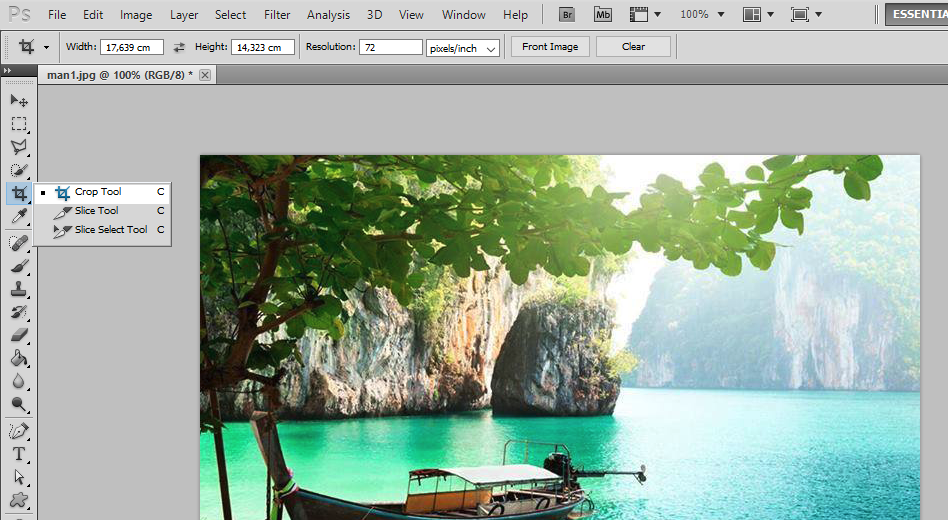 Ps File Edit Image Layer Select Filter Analysis 3D View Window Help Br Mb 100% ESSENTIA
Width: 17,639 cm Height: 14,323 cm Resolution: 72 pixels/inch Front Image Clear
man1.jpg @ 100% (RGB/8) *
Crop Tool C
Slice Tool C
Slice Select Tool C
T